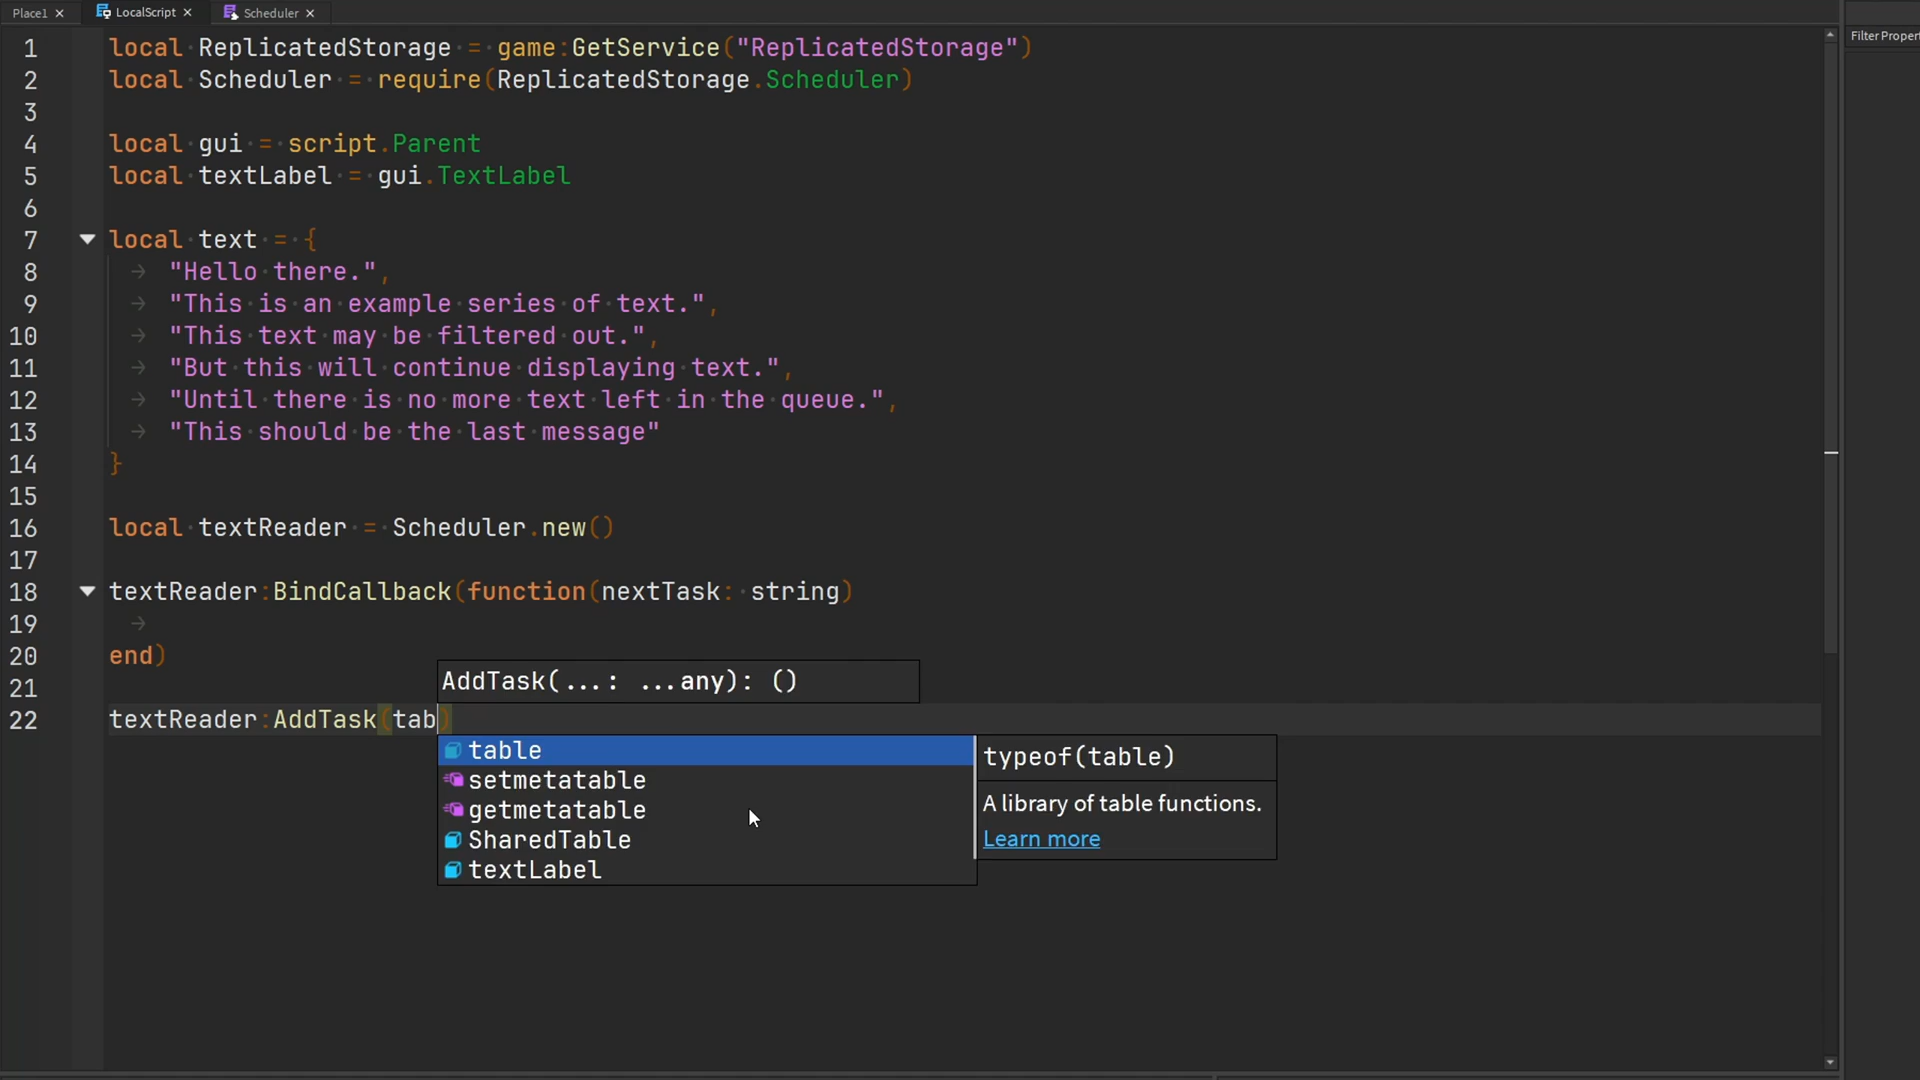 Place1
LocalScript
Scheduler
Filter Propert
1 local ReplicatedStorage = game:GetService("ReplicatedStorage")
2 local Scheduler = require(ReplicatedStorage.Scheduler)
3
4 local gui = script.Parent
5 local textLabel = gui.TextLabel
6
7 local text = {
8 "Hello there.",
9 "This is an example series of text.",
10 "This text may be filtered out.",
11 "But this will continue displaying text.",
12 "Until there is no more text left in the queue.",
13 "This should be the last message"
14 }
15
16 local textReader = Scheduler.new()
17
18 textReader:BindCallback(function(nextTask: string)
19
20 end)
AddTask(...: ...any): ()
21
22 textReader:AddTask(tab)
table
setmetatable
getmetatable
SharedTable
textLabel
typeof(table)
A library of table functions.
Learn more